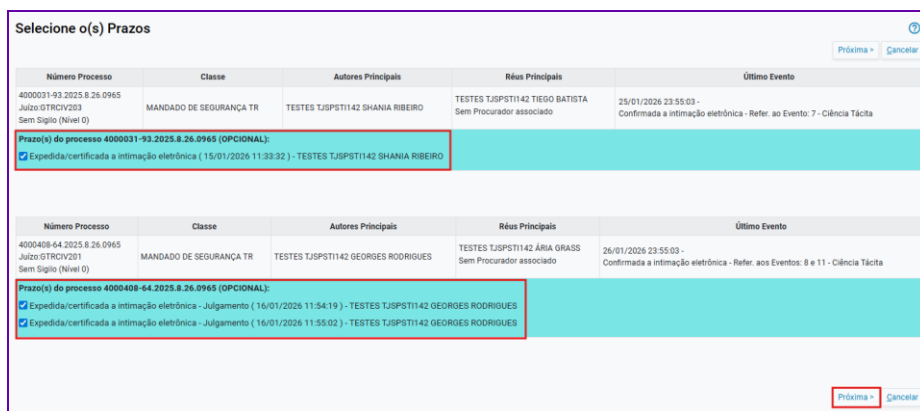 Selecione o(s) Prazos
Próxima > Cancelar
Número Processo Classe Autores Principais Réus Principais Último Evento
4000031-93.2025.8.26.0965
Juízo:GTRCIV203
Sem Sigilo (Nível 0)
MANDADO DE SEGURANÇA TR
TESTES TJSPSTI142 SHANIA RIBEIRO
TESTES TJSPSTI142 TIEGO BATISTA
Sem Procurador associado
25/01/2026 23:55:03 -
Confirmada a intimação eletrônica - Refer. ao Evento: 7 - Ciência Tácita
Prazo(s) do processo 4000031-93.2025.8.26.0965 (OPCIONAL):
Expedida/certificada a intimação eletrônica ( 15/01/2026 11:33:32 ) - TESTES TJSPSTI142 SHANIA RIBEIRO
Número Processo Classe Autores Principais Réus Principais Último Evento
4000408-64.2025.8.26.0965
Juízo:GTRCIV201
Sem Sigilo (Nível 0)
MANDADO DE SEGURANÇA TR
TESTES TJSPSTI142 GEORGES RODRIGUES
TESTES TJSPSTI142 ÁRIA GRASS
Sem Procurador associado
26/01/2026 23:55:03 -
Confirmada a intimação eletrônica - Refer. aos Eventos: 8 e 11 - Ciência Tácita
Prazo(s) do processo 4000408-64.2025.8.26.0965 (OPCIONAL):
Expedida/certificada a intimação eletrônica - Julgamento ( 16/01/2026 11:54:19 ) - TESTES TJSPSTI142 GEORGES RODRIGUES
Expedida/certificada a intimação eletrônica - Julgamento ( 16/01/2026 11:55:02 ) - TESTES TJSPSTI142 GEORGES RODRIGUES
Próxima > Cancelar